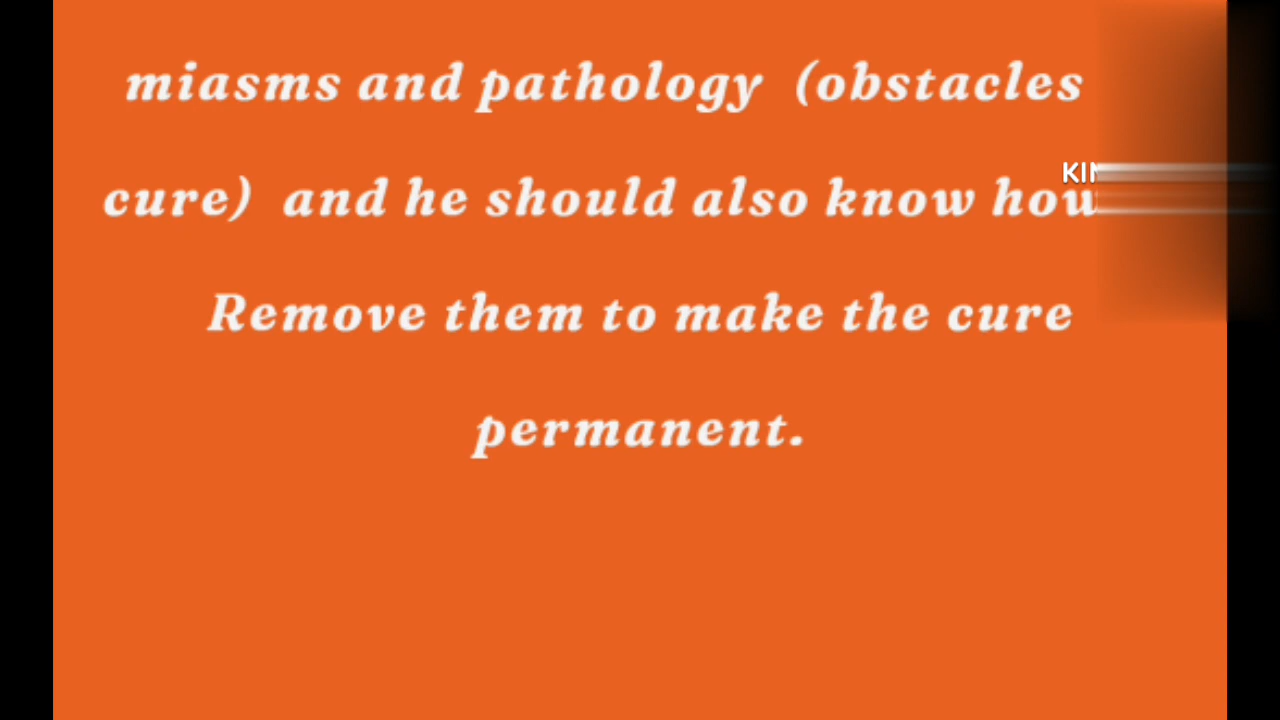 miasms and pathology (obstacles
cure) and he should also know how
Remove them to make the cure
permanent.